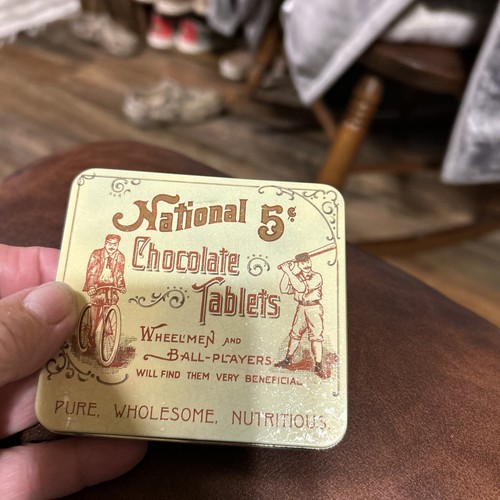 National 5¢
Chocolate
Tablets
WHEELMEN AND
BALL-PLAYERS
WILL FIND THEM VERY BENEFICIAL.
PURE, WHOLESOME, NUTRITIOUS.